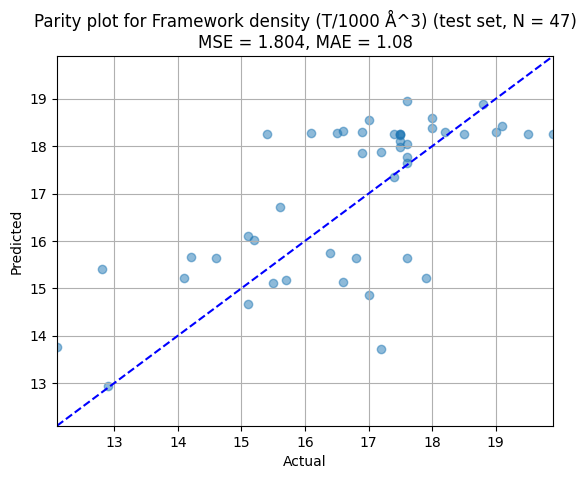 Parity plot for Framework density (T/1000 Å^3) (test set, N = 47)
MSE = 1.804, MAE = 1.08
19
18
17
16
15
14
13
Predicted
13 14 15 16 17 18 19
Actual